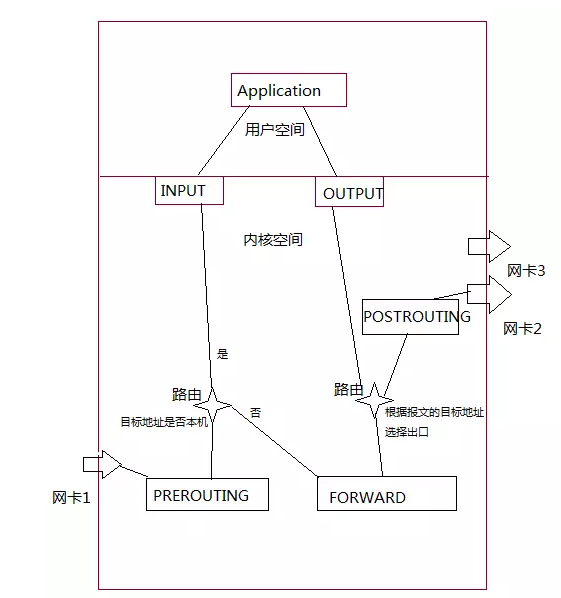 Application
用户空间
INPUT
OUTPUT
内核空间
网卡3
POSTROUTING
网卡2
是
路由
目标地址是否本机
否
路由
根据报文的目标地址
选择出口
网卡1
PREROUTING
FORWARD